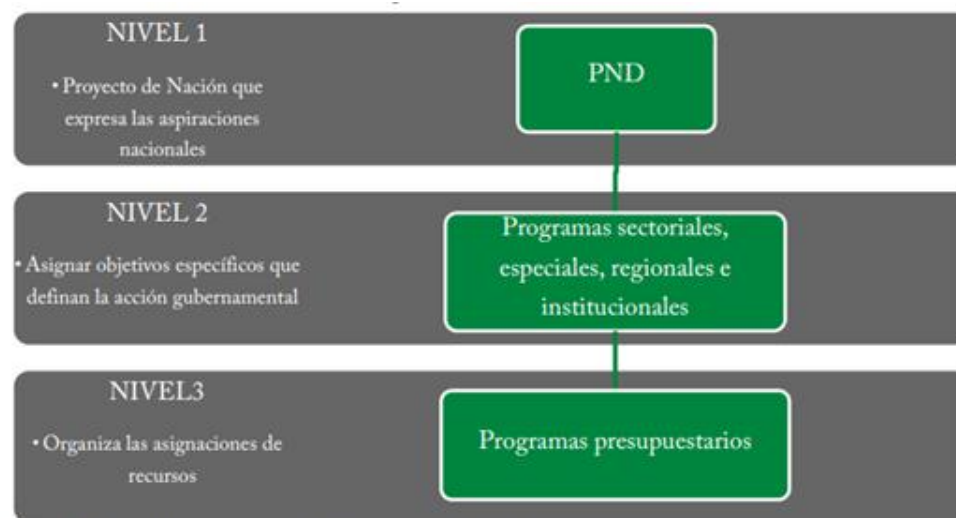 NIVEL 1
• Proyecto de Nación que
expresa las aspiraciones
nacionales
PND
NIVEL 2
• Asignar objetivos específicos que
definan la acción gubernamental
Programas sectoriales,
especiales, regionales e
institucionales
NIVEL3
• Organiza las asignaciones de
recursos
Programas presupuestarios